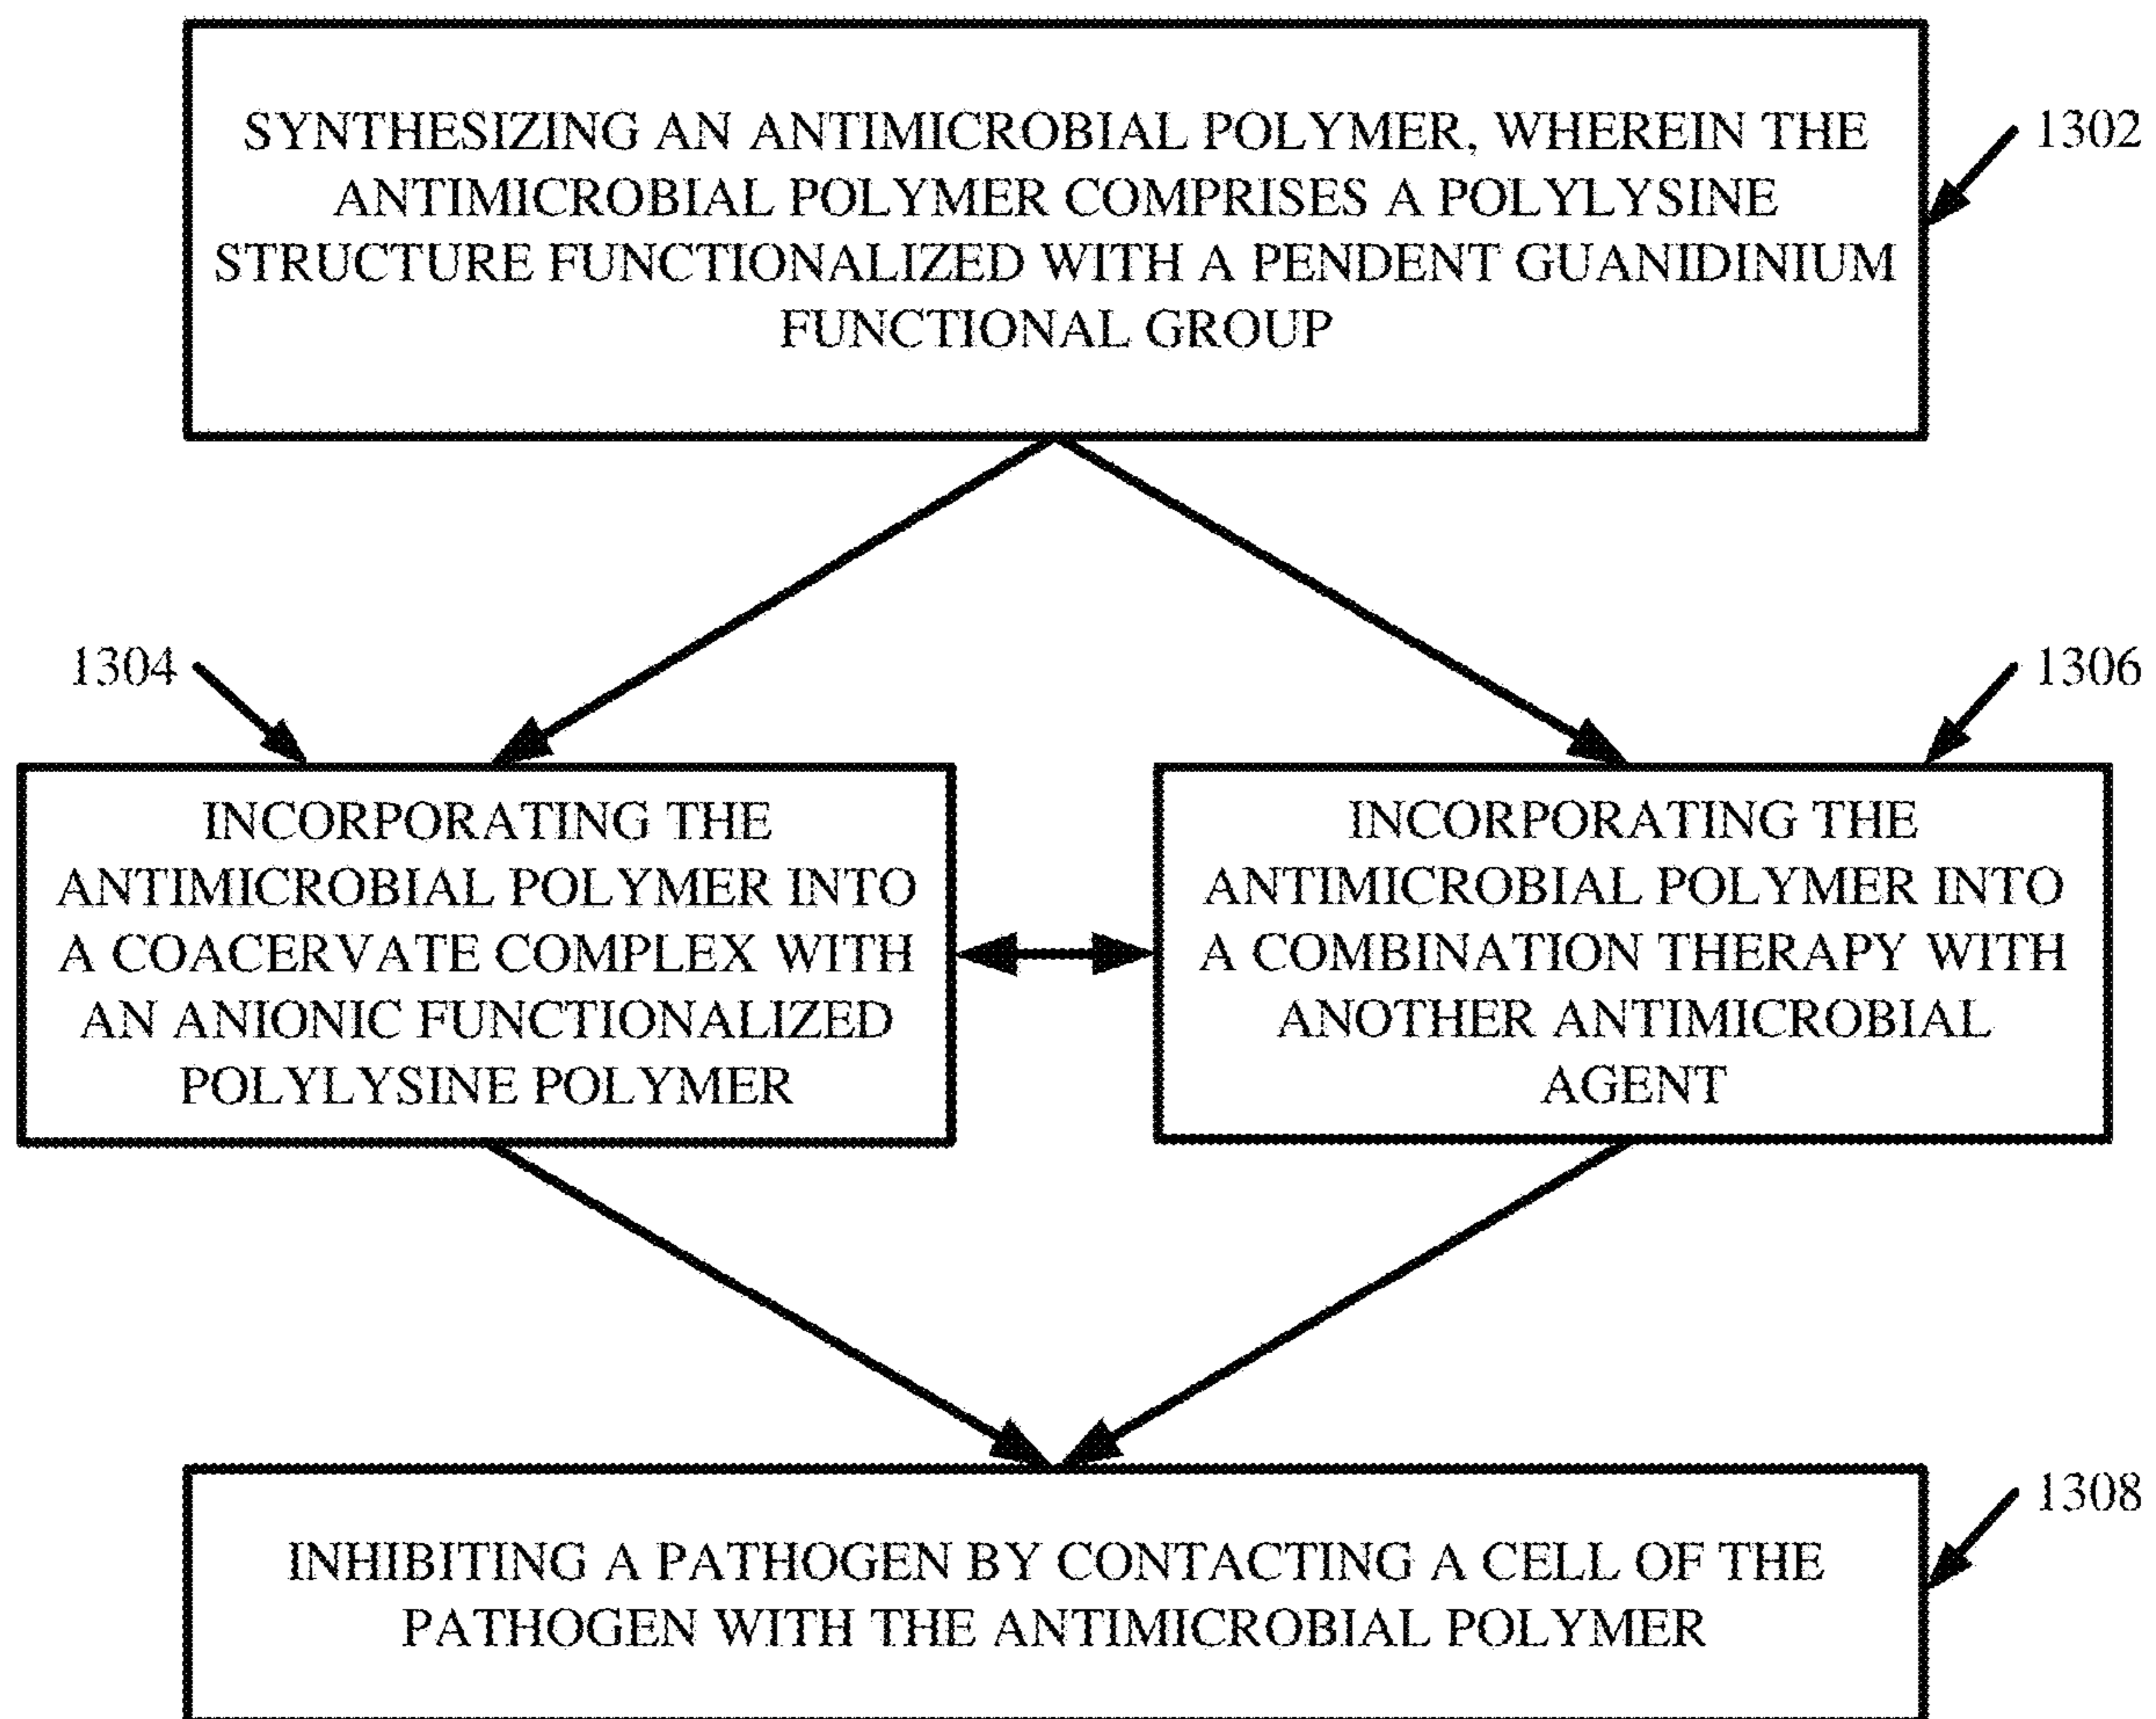 SYNTHESIZING AN ANTIMICROBIAL POLYMER, WHEREIN THE
ANTIMICROBIAL POLYMER COMPRISES A POLYLYSINE
STRUCTURE FUNCTIONALIZED WITH A PENDENT GUANIDINIUM
FUNCTIONAL GROUP
1302
1304
INCORPORATING THE
ANTIMICROBIAL POLYMER INTO
A COACERVATE COMPLEX WITH
AN ANIONIC FUNCTIONALIZED
POLYLYSINE POLYMER
1306
INCORPORATING THE
ANTIMICROBIAL POLYMER INTO
A COMBINATION THERAPY WITH
ANOTHER ANTIMICROBIAL
AGENT
1308
INHIBITING A PATHOGEN BY CONTACTING A CELL OF THE
PATHOGEN WITH THE ANTIMICROBIAL POLYMER